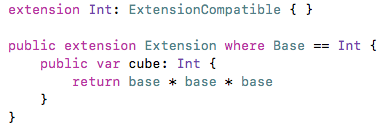 extension Int: ExtensionCompatible { }
public extension Extension where Base == Int {
    public var cube: Int {
        return base * base * base
    }
}